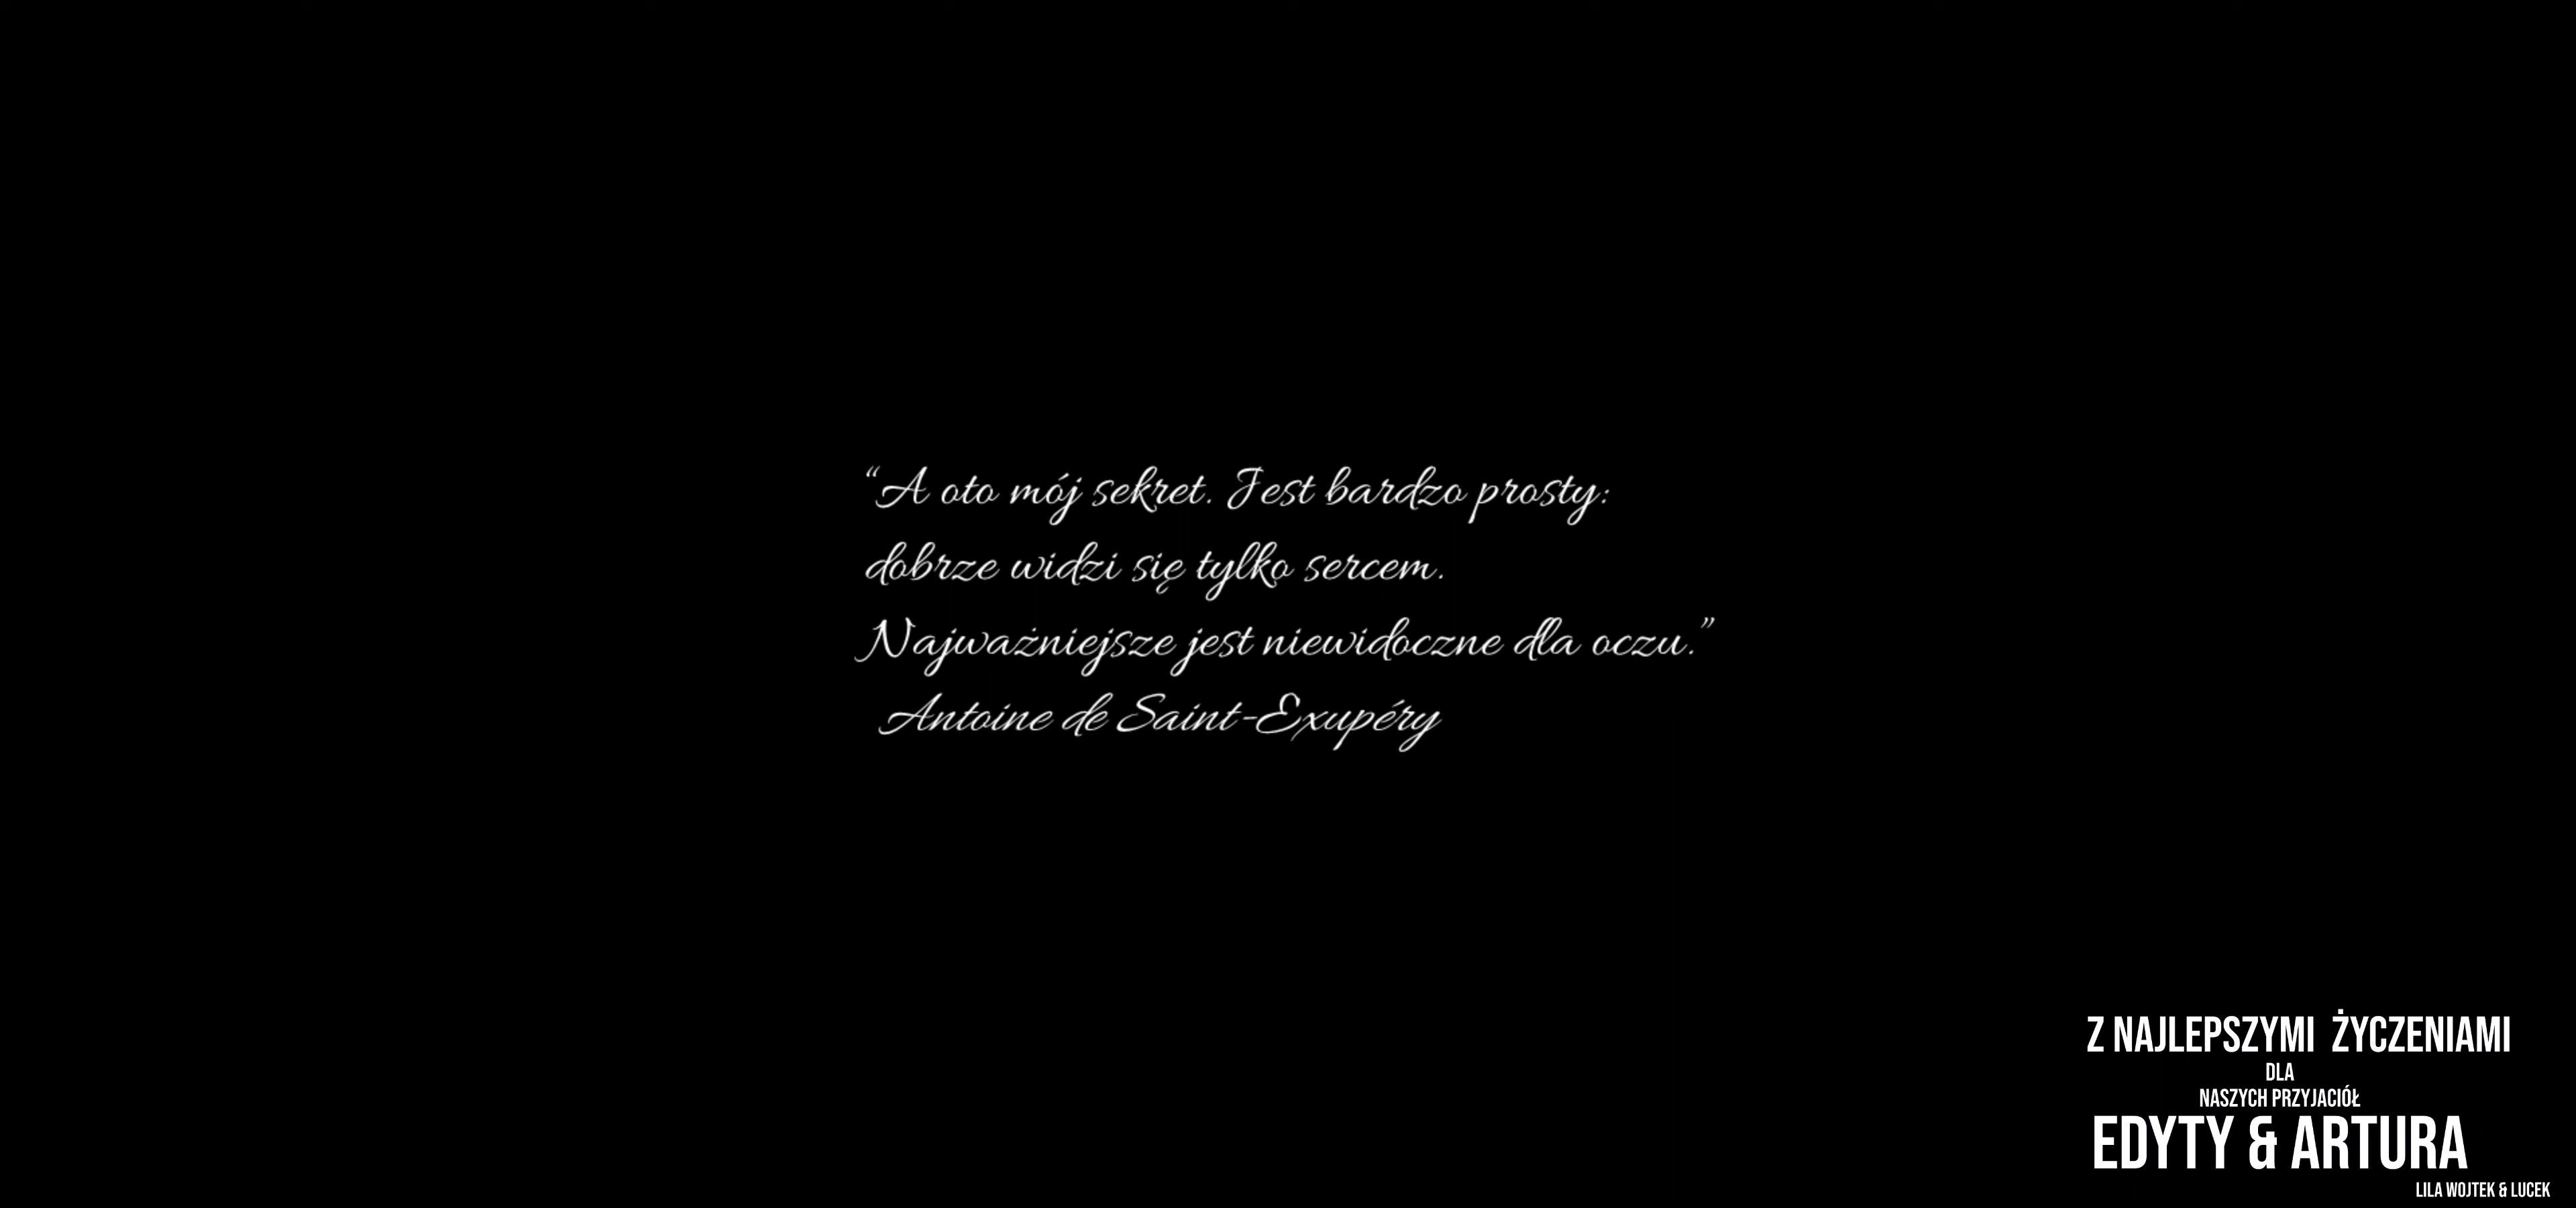 “A oto mój sekret. Jest bardzo prosty:
dobrze widzi się tylko sercem.
Najważniejsze jest niewidoczne dla oczu.”
Antoine de Saint-Exupéry
Z NAJLEPSZYMI ŻYCZENIAMI
DLA
NASZYCH PRZYJACIÓŁ
EDYTY & ARTURA
LILA WOJTEK & LUCEK